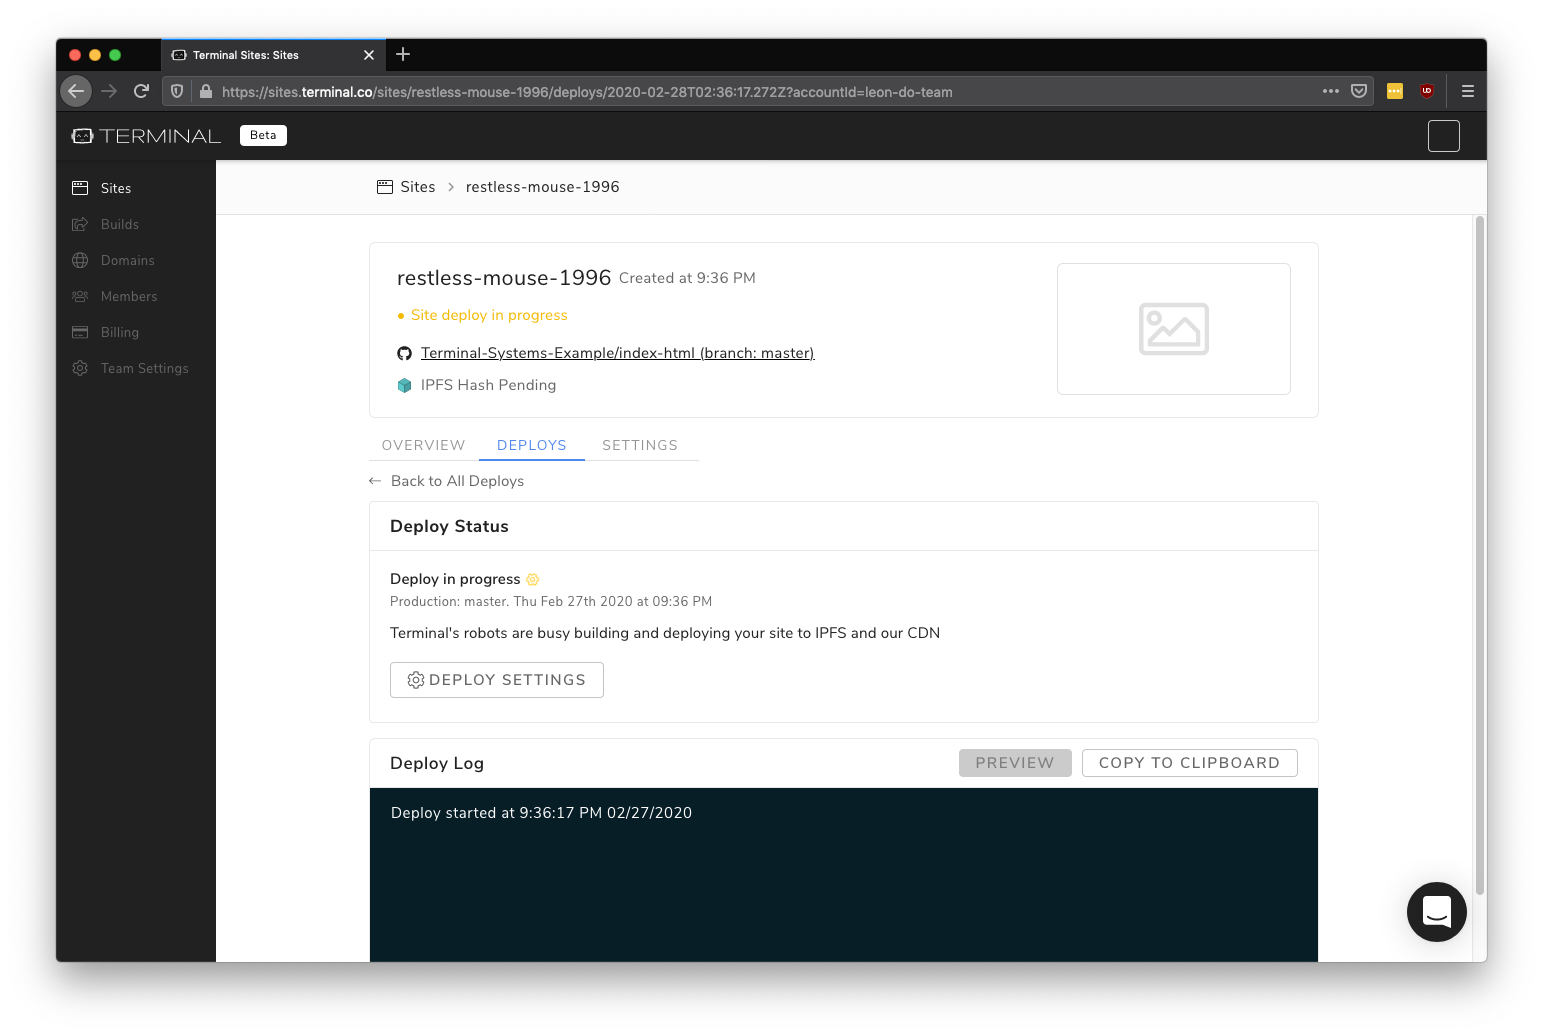 Terminal Sites: Sites
https://sites.terminal.co/sites/restless-mouse-1996/deploys/2020-02-28T02:36:17.272Z?accountId=leon-do-team
TERMINAL Beta
Sites
Builds
Domains
Members
Billing
Team Settings
Sites > restless-mouse-1996
restless-mouse-1996 Created at 9:36 PM
Site deploy in progress
Terminal-Systems-Example/index-html (branch: master)
IPFS Hash Pending
OVERVIEW DEPLOYS SETTINGS
← Back to All Deploys
Deploy Status
Deploy in progress
Production: master. Thu Feb 27th 2020 at 09:36 PM
Terminal's robots are busy building and deploying your site to IPFS and our CDN
DEPLOY SETTINGS
Deploy Log PREVIEW COPY TO CLIPBOARD
Deploy started at 9:36:17 PM 02/27/2020